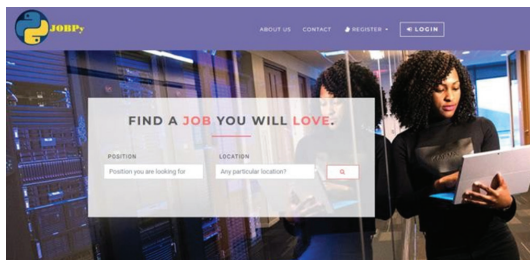 JOBPy
ABOUT US CONTACT REGISTER LOGIN
FIND A JOB YOU WILL LOVE.
POSITION LOCATION
Position you are looking for Any particular location?